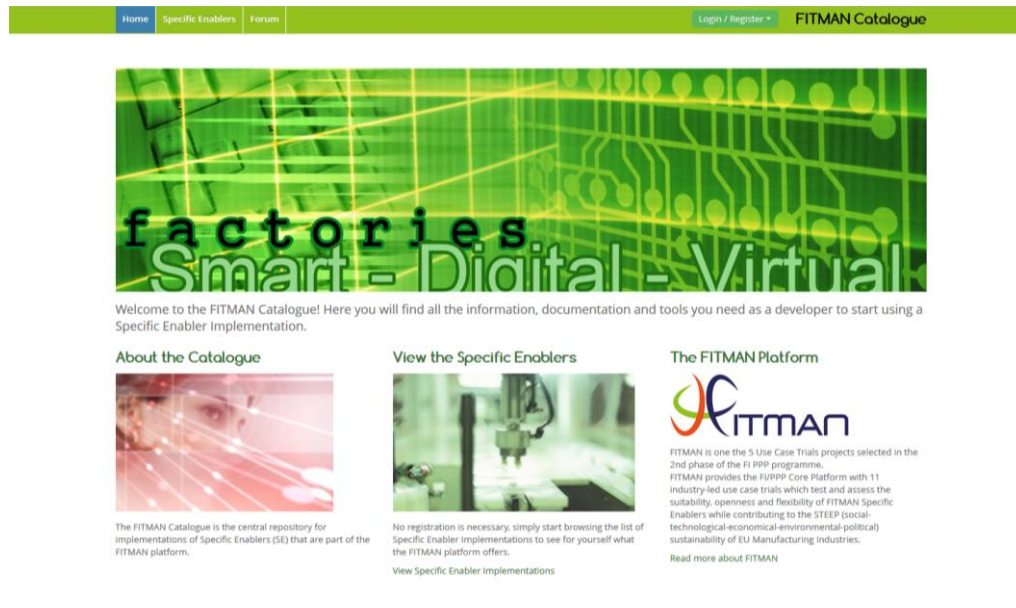 Home Specific Enablers Forum Login / Register FITMAN Catalogue
factories
Smart - Digital - Virtual
Welcome to the FITMAN Catalogue! Here you will find all the information, documentation and tools you need as a developer to start using a
Specific Enabler Implementation.
About the Catalogue
The FITMAN Catalogue is the central repository for
implementations of Specific Enablers (SE) that are part of the
FITMAN platform.
View the Specific Enablers
No registration is necessary, simply start browsing the list of
Specific Enabler Implementations to see for yourself what
the FITMAN platform offers.
View Specific Enabler Implementations
The FITMAN Platform
FITMAN
FITMAN is one the 5 Use Case Trials projects selected in the
2nd phase of the FI PPP programme.
FITMAN provides the FI/PPP Core Platform with 11
industry-led use case trials which test and assess the
suitability, openness and flexibility of FITMAN Specific
Enablers while contributing to the STEEP (social-
technological-economical-environmental-political)
sustainability of EU Manufacturing Industries.
Read more about FITMAN